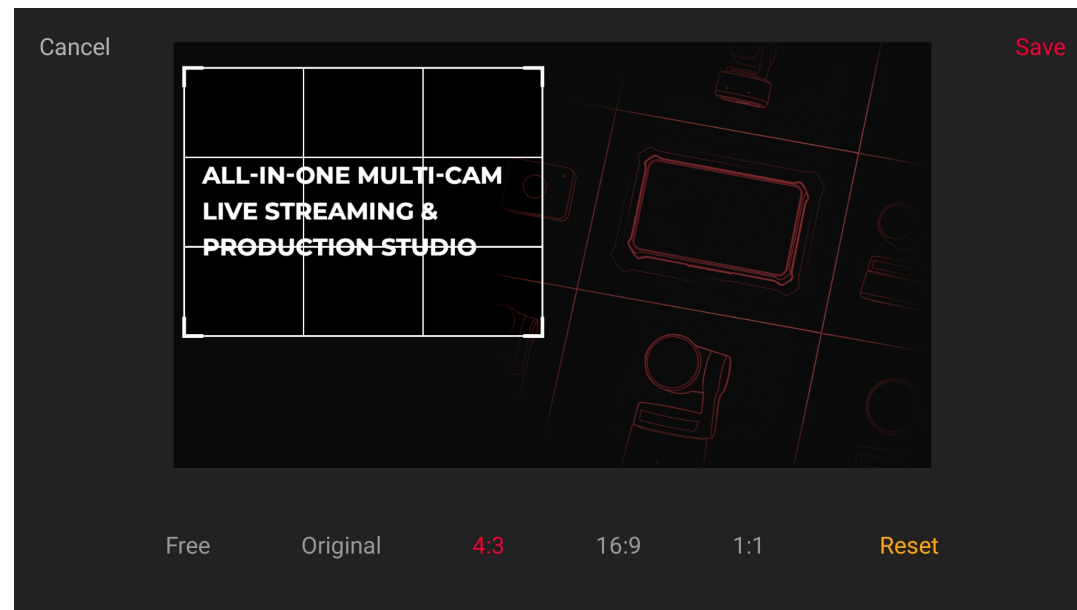 Cancel
Save
ALL-IN-ONE MULTI-CAM
LIVE STREAMING &
PRODUCTION STUDIO
Free
Original
4:3
16:9
1:1
Reset